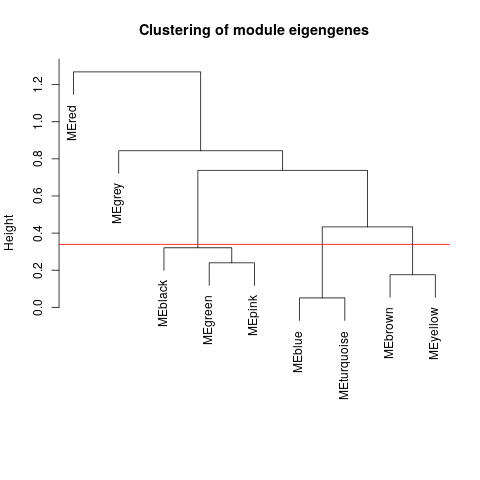 Clustering of module eigengenes
Height
1.2
1.0
0.8
0.6
0.4
0.2
0.0
MEred
MEgrey
MEblack
MEgreen
MEpink
MEblue
MEturquoise
MEbrown
MEyellow